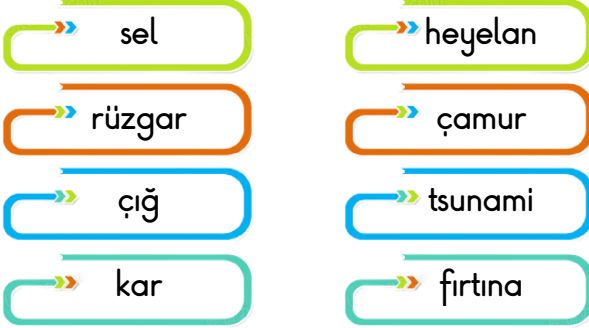 sel
heyelan
rüzgar
çamur
çığ
tsunami
kar
fırtına